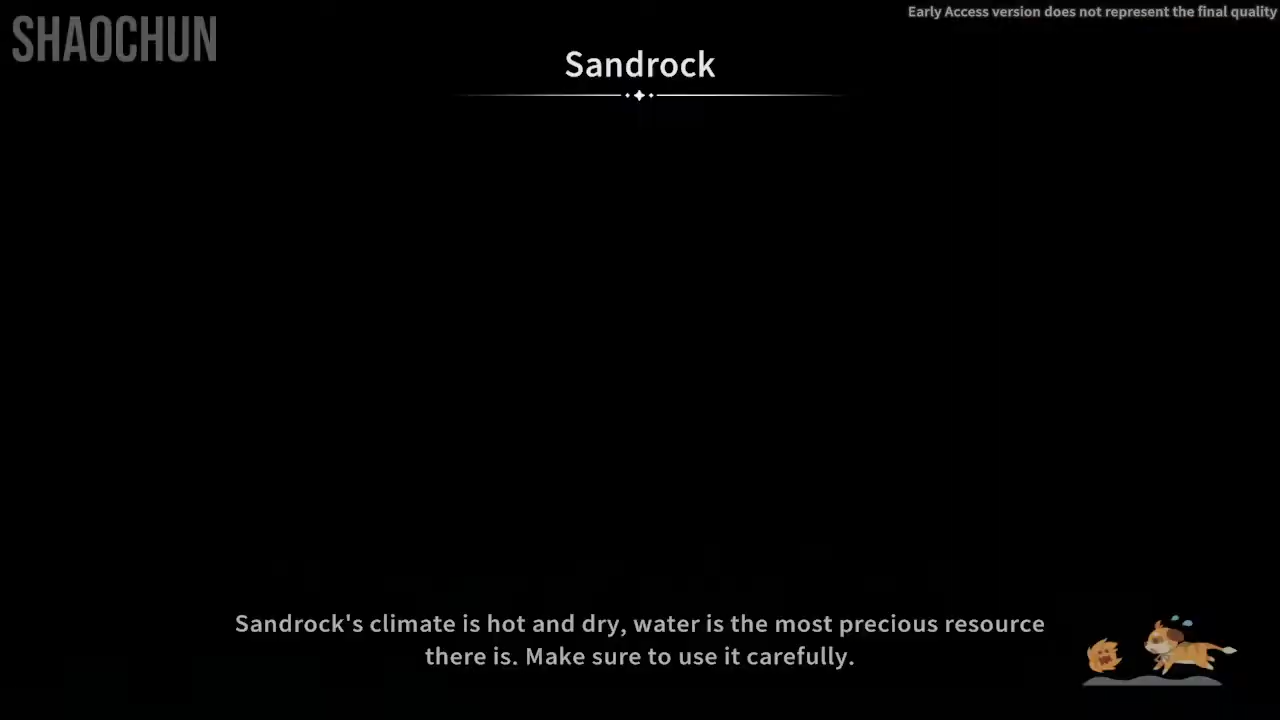 SHAOCHUN
Early Access version does not represent the final quality
Sandrock
Sandrock's climate is hot and dry, water is the most precious resource
there is. Make sure to use it carefully.